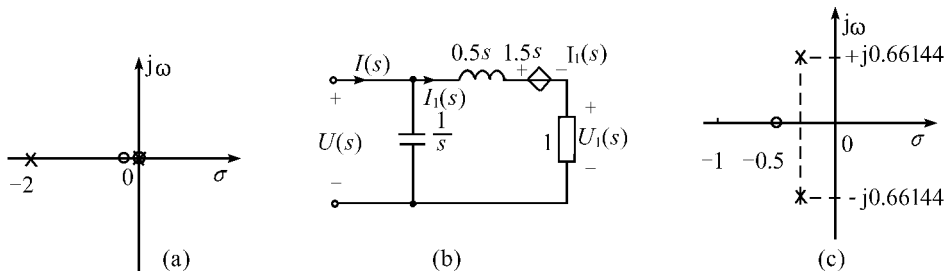 jω
−2
0
σ
(a)
I(s)
0.5s
1.5s
I₁(s)
+
−
+
I₁(s)
+
U(s)
1/s
1
U₁(s)
−
−
(b)
jω
+j0.66144
−1
−0.5
0
σ
-j0.66144
(c)